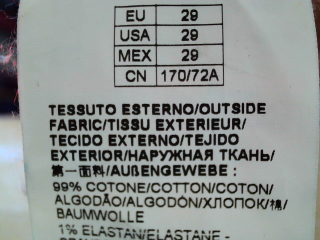 EU 29
USA 29
MEX 29
CN 170/72A
TESSUTO ESTERNO/OUTSIDE
FABRIC/TISSU EXTERIEUR/
TECIDO EXTERNO/TEJIDO
EXTERIOR/НАРУЖНАЯ ТКАНЬ/
第一面料/AUßENGEWEBE :
99% COTONE/COTTON/COTON/
ALGODÃO/ALGODÓN/ХЛОПОК/棉/
BAUMWOLLE
1% ELASTAN/ELASTANE -